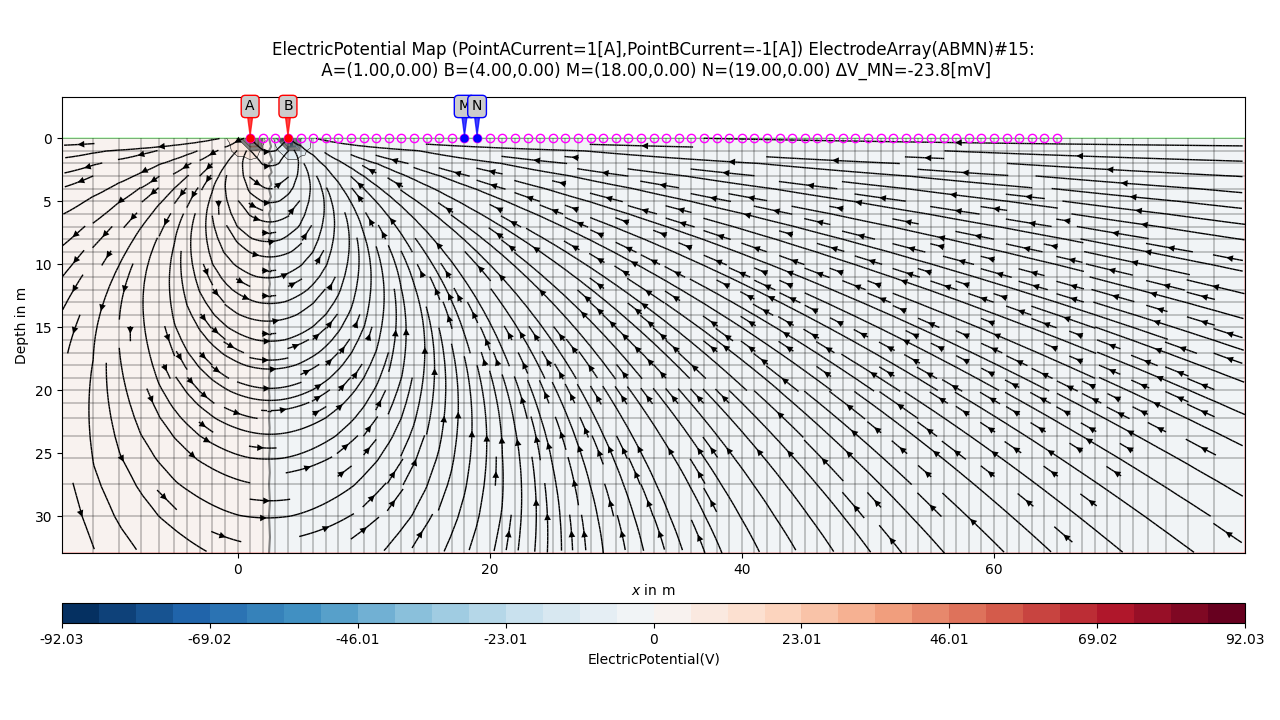 ElectricPotential Map (PointACurrent=1[A],PointBCurrent=-1[A]) ElectrodeArray(ABMN)#15:
A=(1.00,0.00) B=(4.00,0.00) M=(18.00,0.00) N=(19.00,0.00) ΔV_MN=-23.8[mV]
A B M N
0
5
10
15
20
25
30
Depth in m
0 20 40 60
x in m
-92.03 -69.02 -46.01 -23.01 0 23.01 46.01 69.02 92.03
ElectricPotential(V)